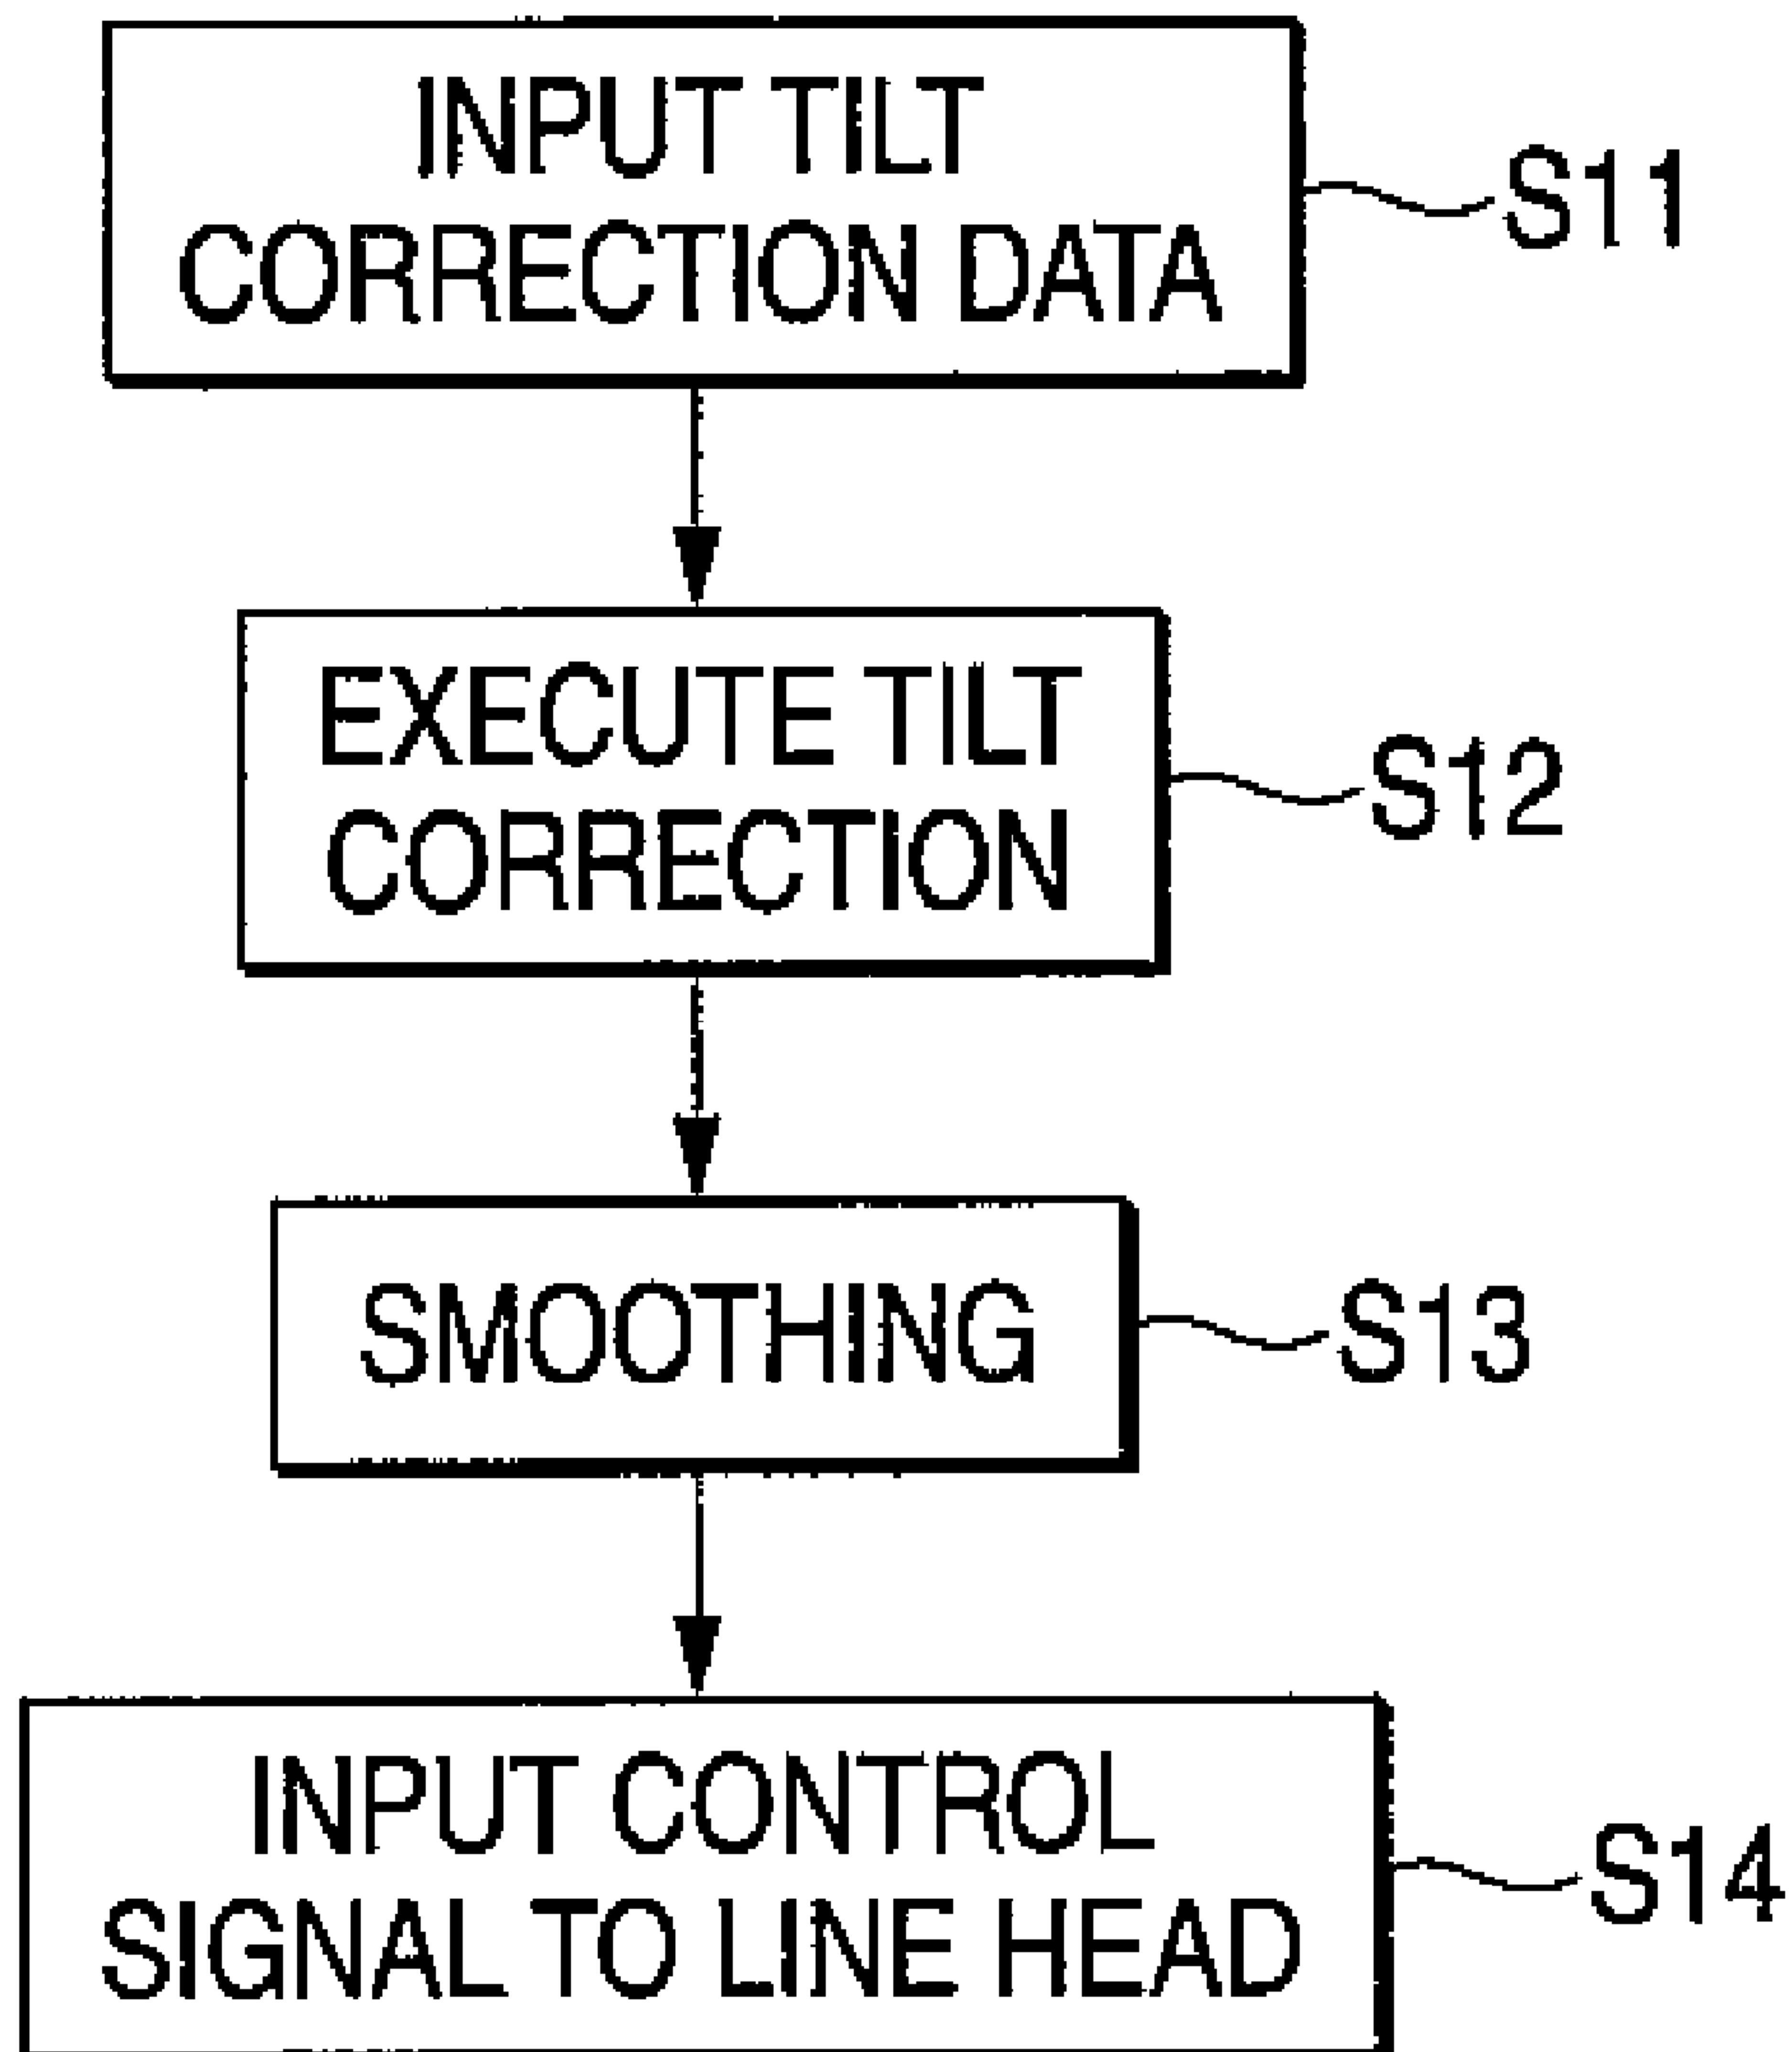 INPUT TILT
CORRECTION DATA
S11
EXECUTE TILT
CORRECTION
S12
SMOOTHING
S13
INPUT CONTROL
SIGNAL TO LINE HEAD
S14